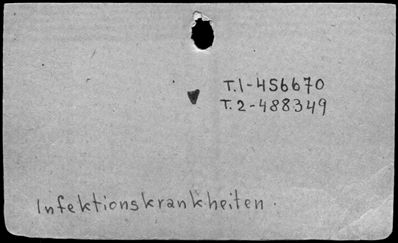 T.1-456670
T.2-488349
Infektionskrankheiten.